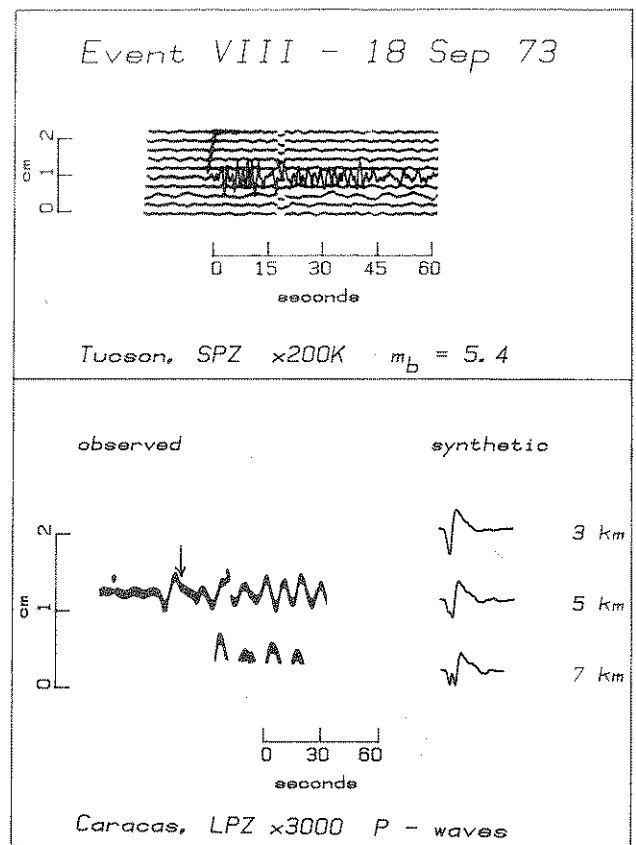 Event VIII - 18 Sep 73
2
1
0
cm
0 15 30 45 60
seconds
Tucson, SPZ x200K mb = 5.4
observed synthetic
2
1
0
cm
3 km
5 km
7 km
0 30 60
seconds
Caracas, LPZ x3000 P - waves